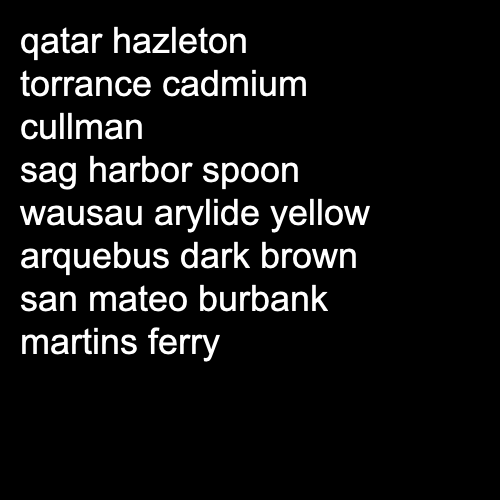 qatar hazleton
torrance cadmium
cullman
sag harbor spoon
wausau arylide yellow
arquebus dark brown
san mateo burbank
martins ferry